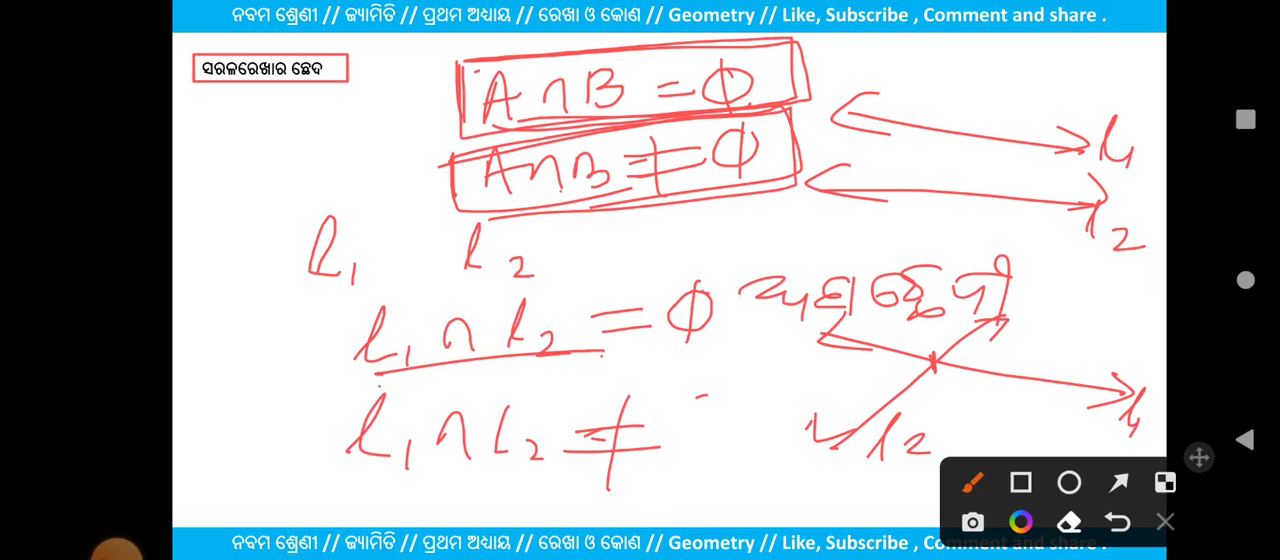 ନବମ ଶ୍ରେଣୀ // ଜ୍ୟାମିତି // ପ୍ରଥମ ଅଧ୍ୟାୟ // ରେଖା ଓ କୋଣ // Geometry // Like, Subscribe , Comment and share .
ସରଳରେଖାର ଛେଦ
A ∩ B = ϕ
A ∩ B ≠ ϕ
l₁
l₂
l₁ l₂
l₁ ∩ l₂ = ϕ
l₁ ∩ l₂ ≠
l₁
l₂
ନବମ ଶ୍ରେଣୀ // ଜ୍ୟାମିତି // ପ୍ରଥମ ଅଧ୍ୟାୟ // ରେଖା ଓ କୋଣ // Geometry // Like, Subscribe , Comment and share .